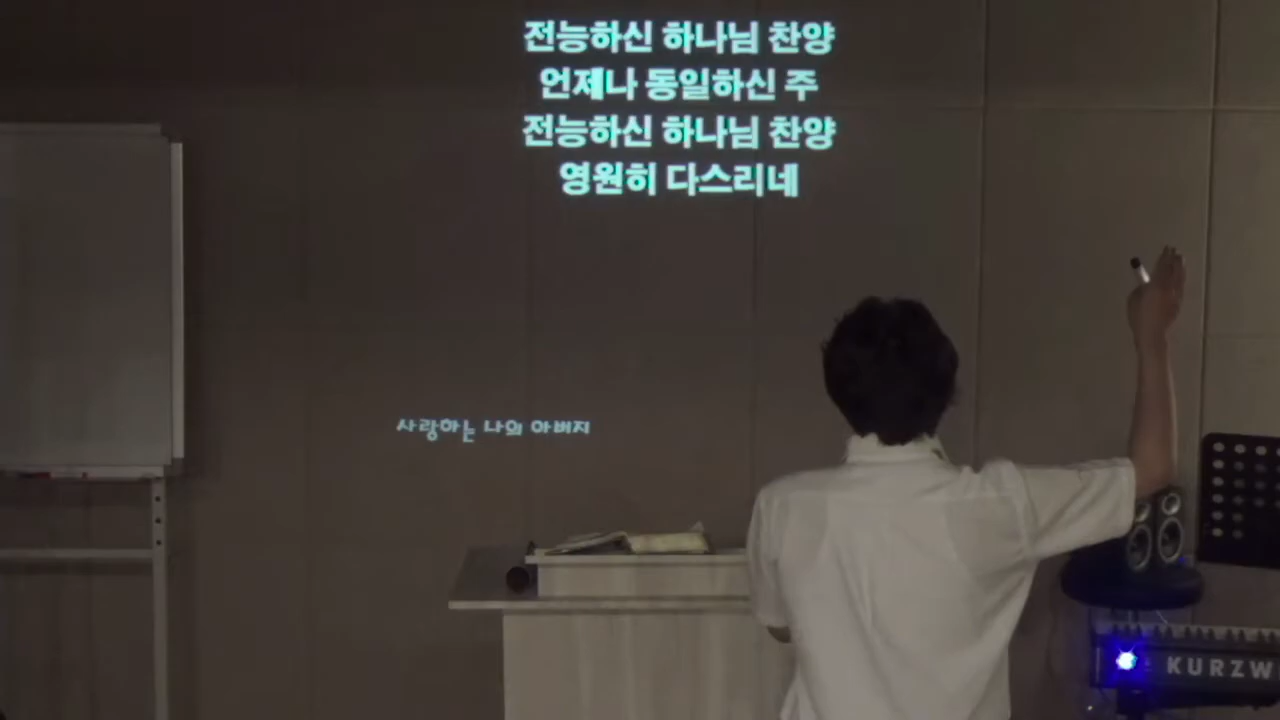 전능하신 하나님 찬양
언제나 동일하신 주
전능하신 하나님 찬양
영원히 다스리네
사랑하는 나의 아버지
KURZW